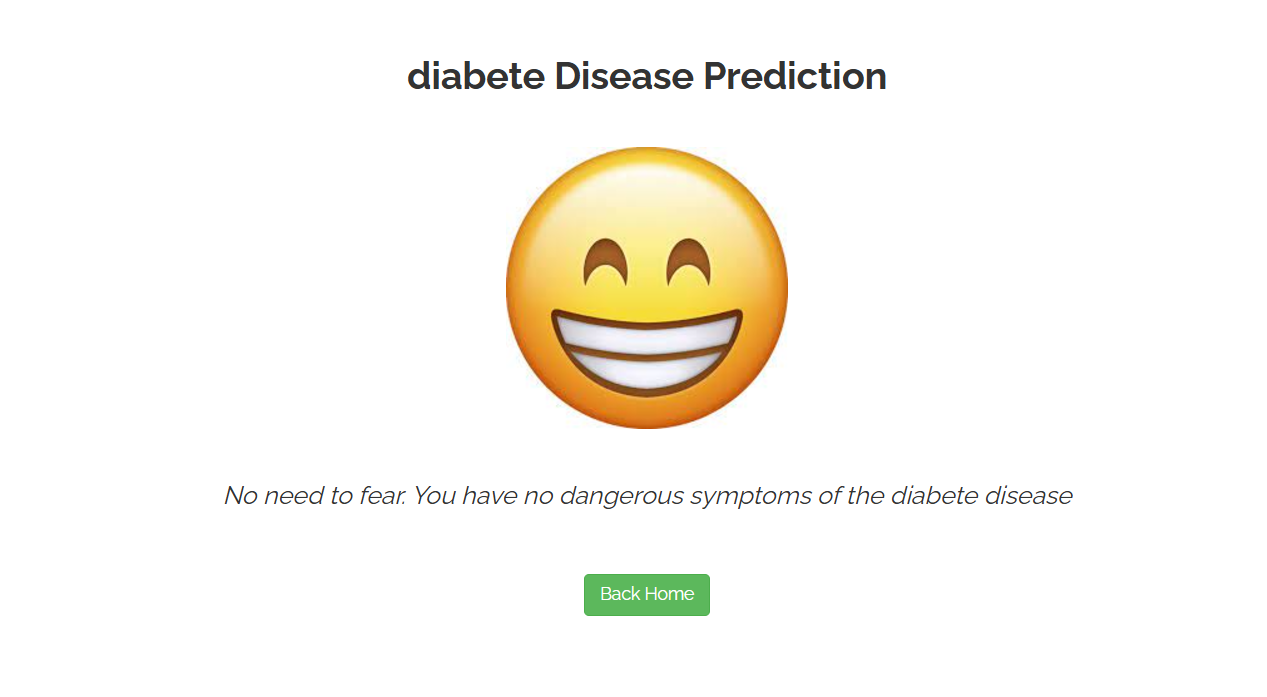 diabete Disease Prediction
No need to fear. You have no dangerous symptoms of the diabete disease
Back Home